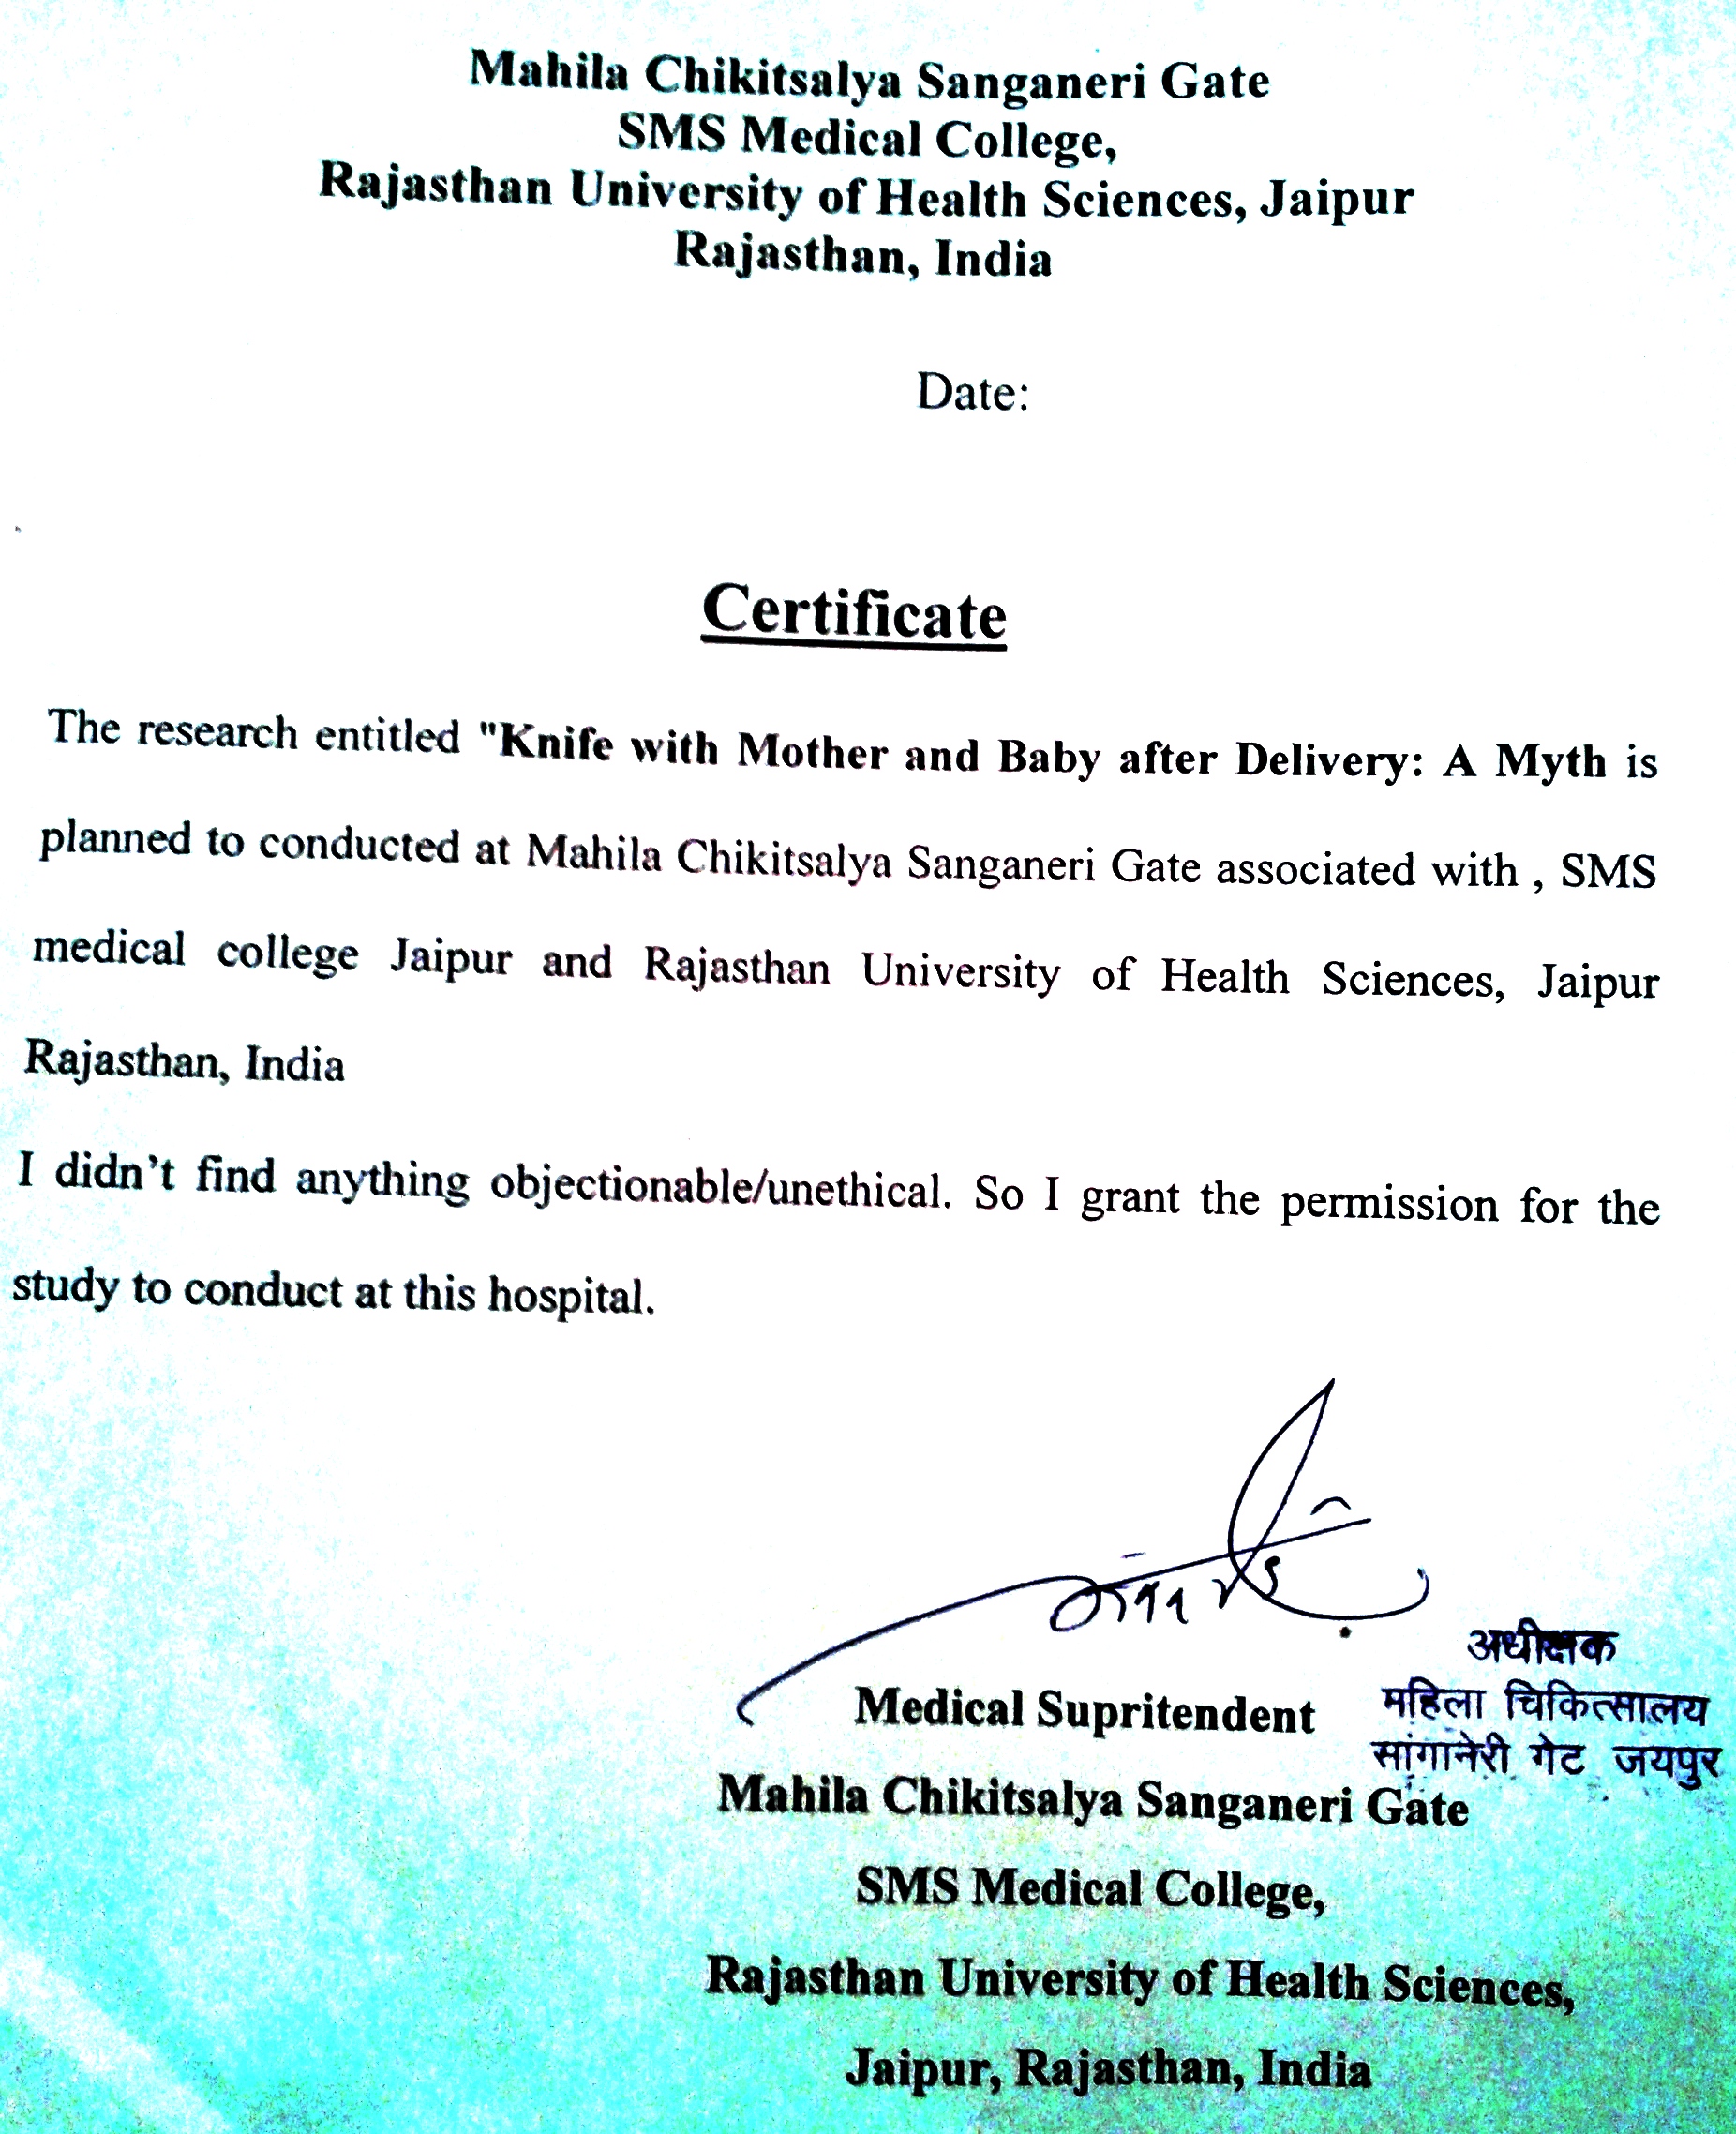 Mahila Chikitsalya Sanganeri Gate
SMS Medical College,
Rajasthan University of Health Sciences, Jaipur
Rajasthan, India
Date:
Certificate
The research entitled "Knife with Mother and Baby after Delivery: A Myth is
planned to conducted at Mahila Chikitsalya Sanganeri Gate associated with , SMS
medical college Jaipur and Rajasthan University of Health Sciences, Jaipur
Rajasthan, India
I didn't find anything objectionable/unethical. So I grant the permission for the
study to conduct at this hospital.
अधीक्षक
महिला चिकित्सालय
सांगानेरी गेट जयपुर
Medical Supritendent
Mahila Chikitsalya Sanganeri Gate
SMS Medical College,
Rajasthan University of Health Sciences,
Jaipur, Rajasthan, India